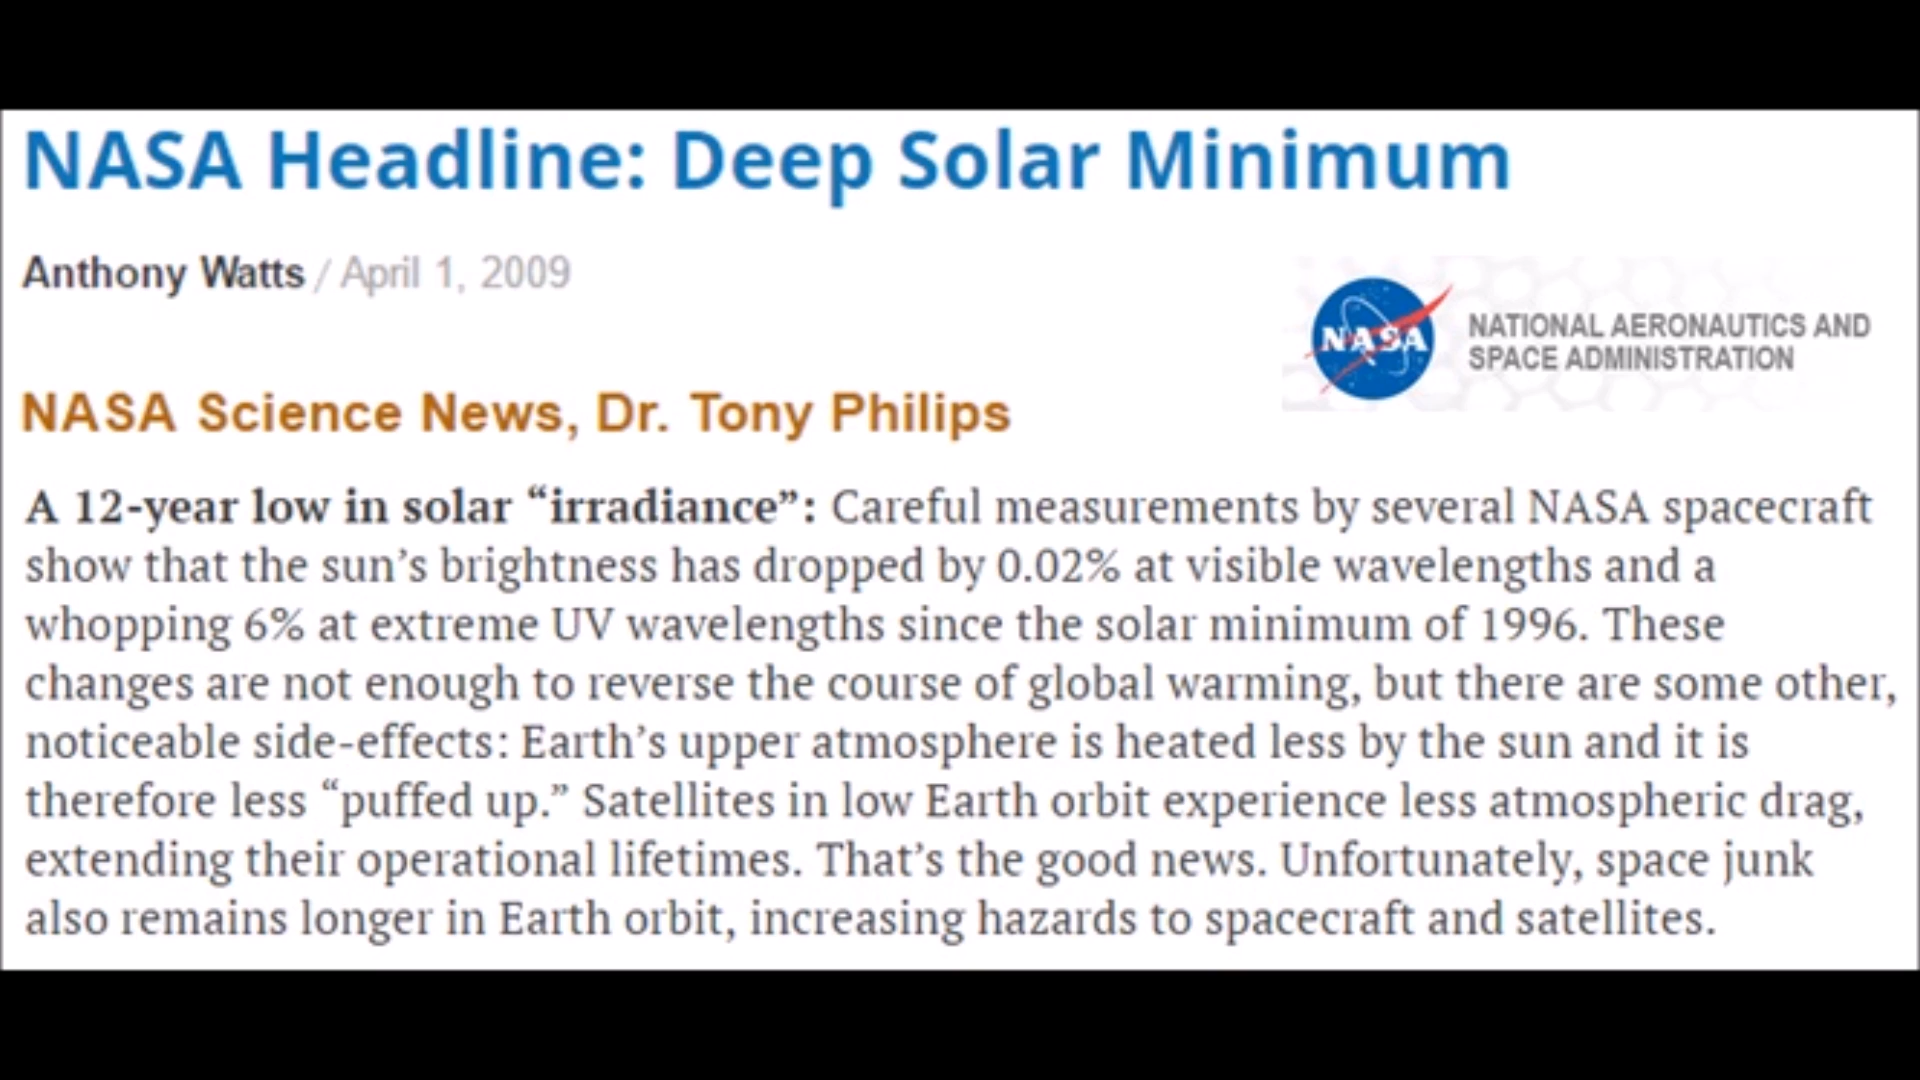 NASA Headline: Deep Solar Minimum
Anthony Watts / April 1, 2009
NASA
NATIONAL AERONAUTICS AND
SPACE ADMINISTRATION
NASA Science News, Dr. Tony Philips
A 12-year low in solar “irradiance”: Careful measurements by several NASA spacecraft
show that the sun’s brightness has dropped by 0.02% at visible wavelengths and a
whopping 6% at extreme UV wavelengths since the solar minimum of 1996. These
changes are not enough to reverse the course of global warming, but there are some other,
noticeable side-effects: Earth’s upper atmosphere is heated less by the sun and it is
therefore less “puffed up.” Satellites in low Earth orbit experience less atmospheric drag,
extending their operational lifetimes. That’s the good news. Unfortunately, space junk
also remains longer in Earth orbit, increasing hazards to spacecraft and satellites.